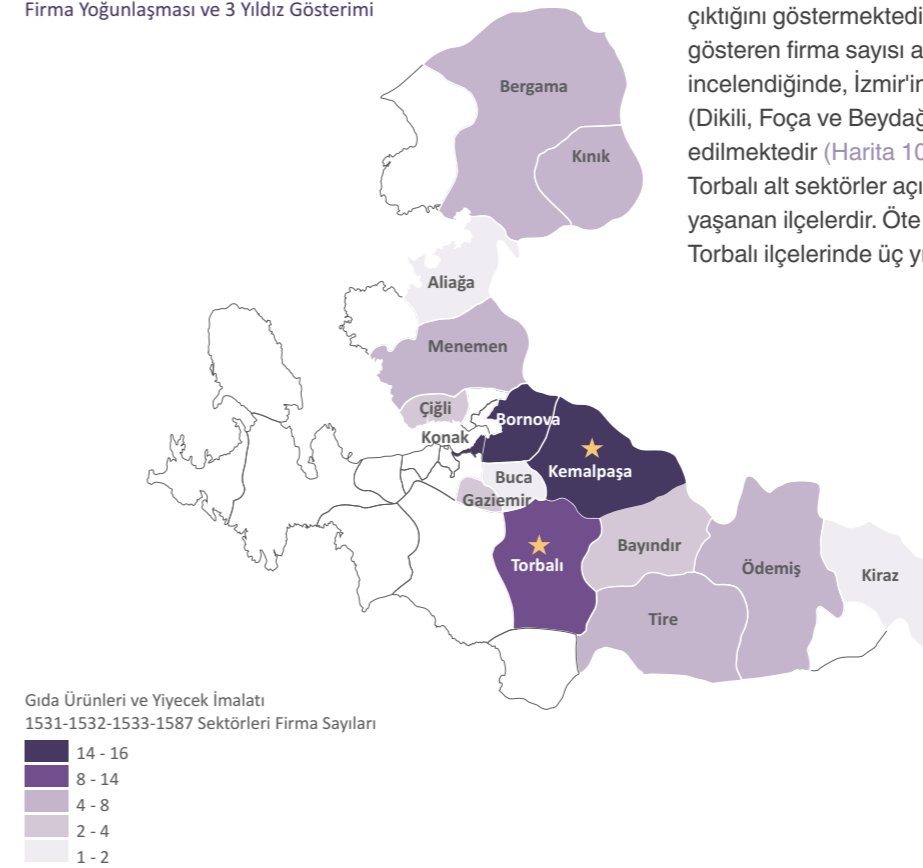 Firma Yoğunlaşması ve 3 Yıldız Gösterimi
çıktığını göstermektedi
gösteren firma sayısı a
incelendiğinde, İzmir'in
(Dikili, Foça ve Beydağ
edilmektedir (Harita 10
Torbalı alt sektörler açı
yaşanan ilçelerdir. Öte
Torbalı ilçelerinde üç yı
Bergama
Kınık
Aliağa
Menemen
Çiğli
Bornova
Konak
Kemalpaşa
Buca
Gaziemir
Torbalı
Bayındır
Ödemiş
Kiraz
Tire
Gıda Ürünleri ve Yiyecek İmalatı
1531-1532-1533-1587 Sektörleri Firma Sayıları
14 - 16
8 - 14
4 - 8
2 - 4
1 - 2